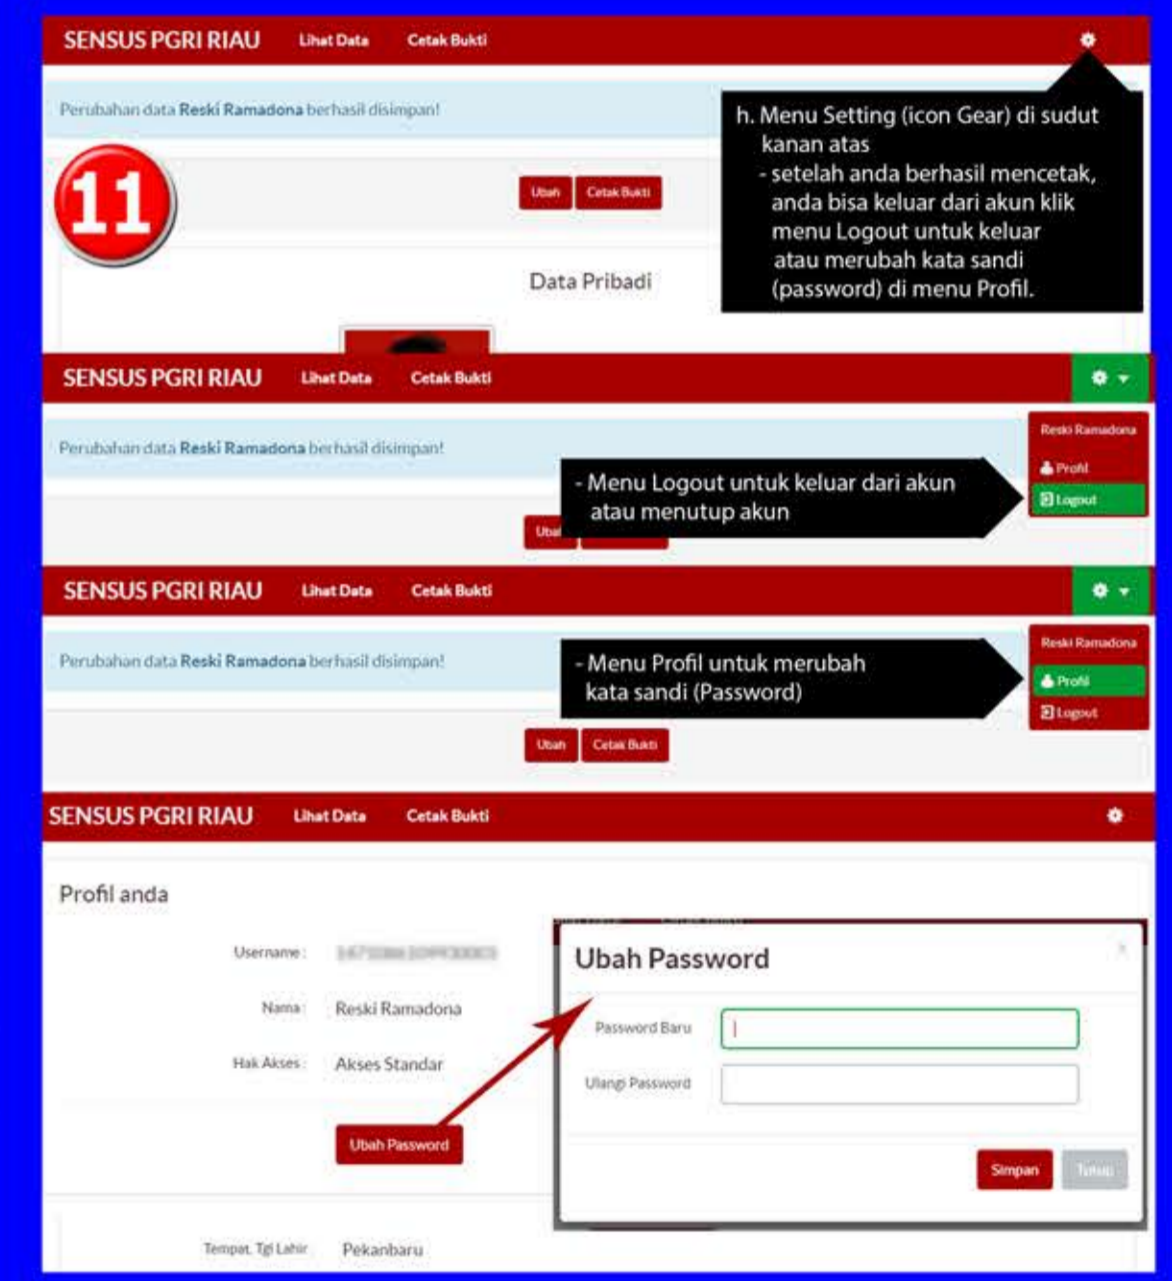 SENSUS PGRI RIAU Lihat Data Cetak Bukti
Perubahan data Reski Ramadona berhasil disimpan!
h. Menu Setting (icon Gear) di sudut
kanan atas
- setelah anda berhasil mencetak,
anda bisa keluar dari akun klik
menu Logout untuk keluar
atau merubah kata sandi
(password) di menu Profil.
11
Ubah Cetak Bukti
Data Pribadi
SENSUS PGRI RIAU Lihat Data Cetak Bukti
Perubahan data Reski Ramadona berhasil disimpan!
Reski Ramadona
Profil
Logout
- Menu Logout untuk keluar dari akun
atau menutup akun
Ubah
SENSUS PGRI RIAU Lihat Data Cetak Bukti
Perubahan data Reski Ramadona berhasil disimpan!
Reski Ramadona
Profil
Logout
- Menu Profil untuk merubah
kata sandi (Password)
Ubah Cetak Bukti
SENSUS PGRI RIAU Lihat Data Cetak Bukti
Profil anda
Username :
Nama : Reski Ramadona
Hak Akses : Akses Standar
Ubah Password
Ubah Password
Password Baru
Ulangi Password
Simpan Tutup
Tempat, Tgl Lahir Pekanbaru